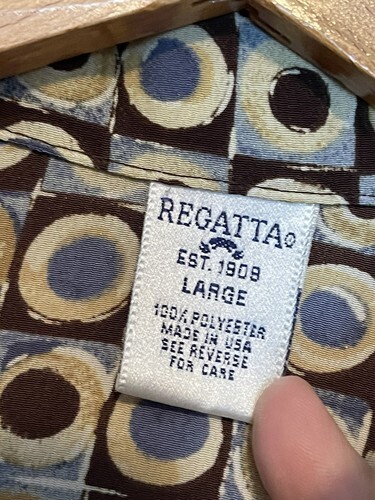 REGATTA®
EST. 1909
LARGE
100% POLYESTER
MADE IN USA
SEE REVERSE
FOR CARE